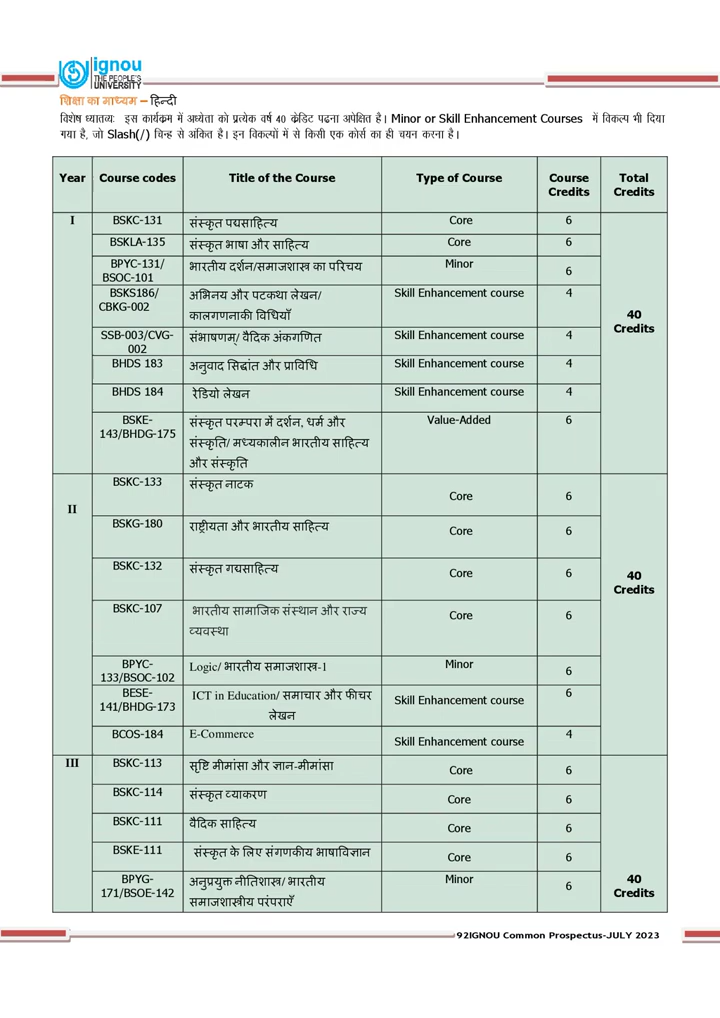 ignou
THE PEOPLE'S
UNIVERSITY
शिक्षा का माध्यम – हिन्दी
विशेष ध्यातव्य: इस कार्यक्रम में अध्येता को प्रत्येक वर्ष 40 क्रेडिट पढना अपेक्षित है। Minor or Skill Enhancement Courses में विकल्प भी दिया
गया है, जो Slash(/) चिन्ह से अंकित है। इन विकल्पों में से किसी एक कोर्स का ही चयन करना है।
Year Course codes Title of the Course Type of Course Course Total
Credits Credits
I BSKC-131 संस्कृत पद्यसाहित्य Core 6
BSKLA-135 संस्कृत भाषा और साहित्य Core 6
BPYC-131/ भारतीय दर्शन/समाजशास्त्र का परिचय Minor 6
BSOC-101
BSKS186/ अभिनय और पटकथा लेखन/ Skill Enhancement course 4
CBKG-002 कालगणनाकी विधियाँ
40
Credits
SSB-003/CVG- संभाषणम्/ वैदिक अंकगणित Skill Enhancement course 4
002
BHDS 183 अनुवाद सिद्धांत और प्राविधि Skill Enhancement course 4
BHDS 184 रेडियो लेखन Skill Enhancement course 4
BSKE- संस्कृत परम्परा में दर्शन, धर्म और Value-Added 6
143/BHDG-175 संस्कृति/ मध्यकालीन भारतीय साहित्य
और संस्कृति
II BSKC-133 संस्कृत नाटक Core 6
BSKG-180 राष्ट्रीयता और भारतीय साहित्य Core 6
BSKC-132 संस्कृत गद्यसाहित्य Core 6
40
Credits
BSKC-107 भारतीय सामाजिक संस्थान और राज्य Core 6
व्यवस्था
BPYC- Logic/ भारतीय समाजशास्त्र-1 Minor 6
133/BSOC-102
BESE- ICT in Education/ समाचार और फीचर Skill Enhancement course 6
141/BHDG-173 लेखन
BCOS-184 E-Commerce Skill Enhancement course 4
III BSKC-113 सृष्टि मीमांसा और ज्ञान-मीमांसा Core 6
BSKC-114 संस्कृत व्याकरण Core 6
BSKC-111 वैदिक साहित्य Core 6
BSKE-111 संस्कृत के लिए संगणकीय भाषाविज्ञान Core 6
BPYG- अनुप्रयुक्त नीतिशास्त्र/ भारतीय Minor 6 40
171/BSOE-142 समाजशास्त्रीय परंपराएँ Credits
92IGNOU Common Prospectus-JULY 2023